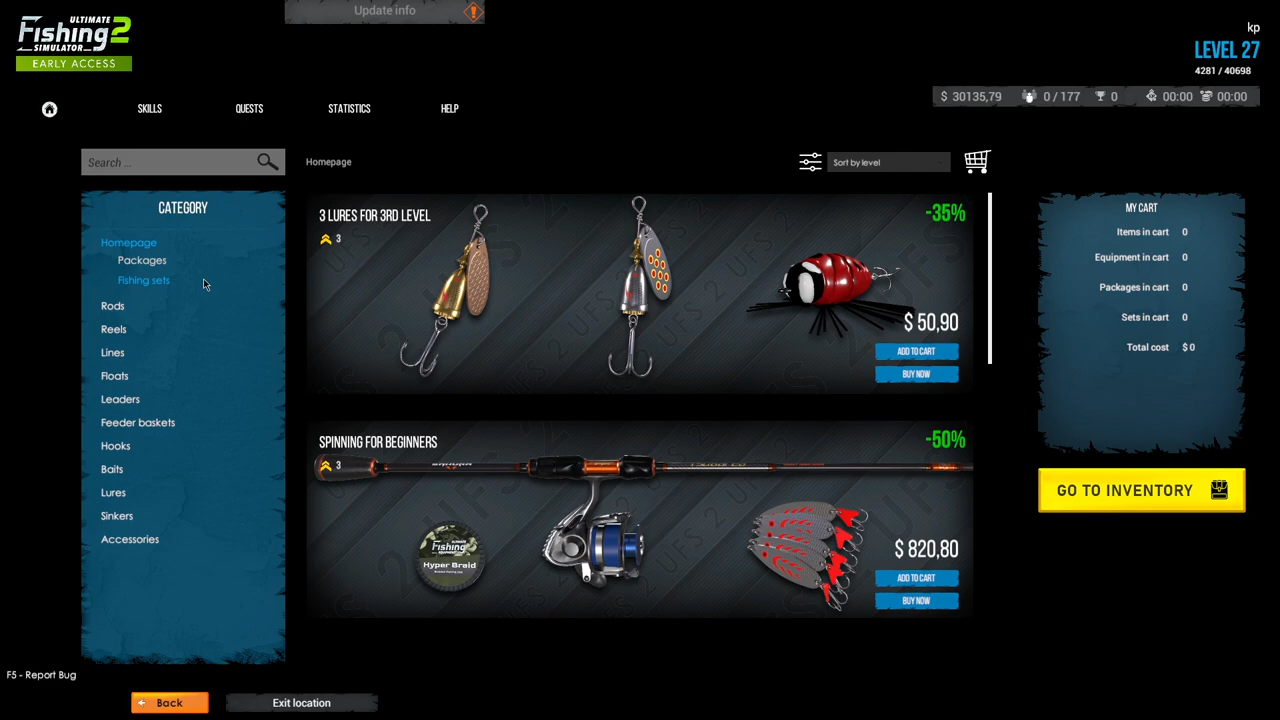 Update info
ULTIMATE
Fishing 2
SIMULATOR
EARLY ACCESS
kp
LEVEL 27
4281 / 40698
$ 30135,79 0 / 177 0 00:00 00:00
SKILLS QUESTS STATISTICS HELP
Search ...
Homepage
Sort by level
CATEGORY
Homepage
Packages
Fishing sets
Rods
Reels
Lines
Floats
Leaders
Feeder baskets
Hooks
Baits
Lures
Sinkers
Accessories
3 LURES FOR 3RD LEVEL
-35%
3
$ 50,90
ADD TO CART
BUY NOW
SPINNING FOR BEGINNERS
-50%
3
ULTIMATE
Fishing
Hyper Braid
$ 820,80
ADD TO CART
BUY NOW
MY CART
Items in cart 0
Equipment in cart 0
Packages in cart 0
Sets in cart 0
Total cost $ 0
GO TO INVENTORY
F5 - Report Bug
Back
Exit location